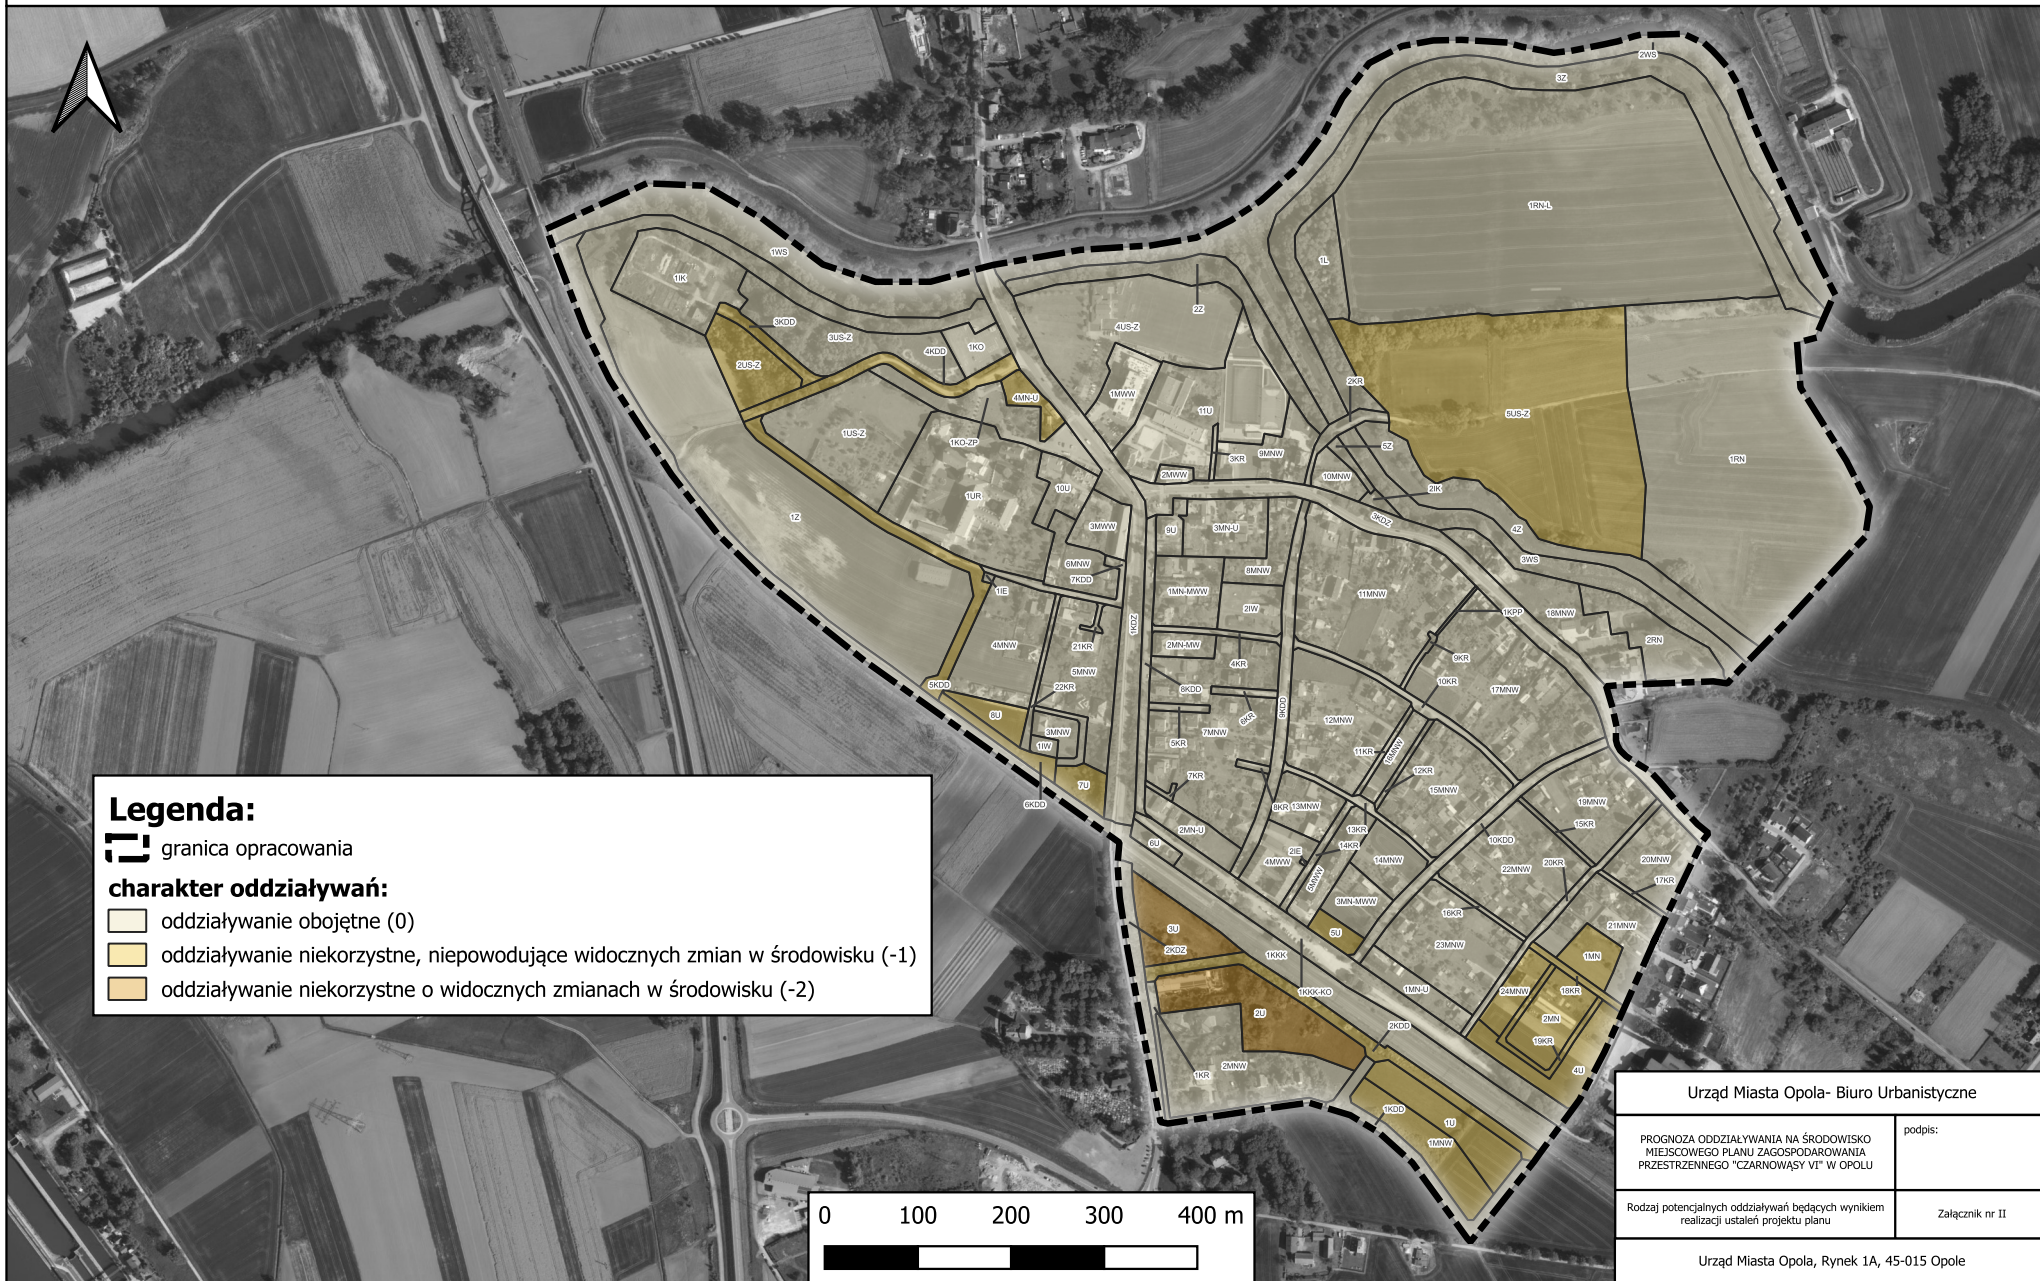 2WS
3Z
1RN-L
1WS
1L
1IK
2Z
3KDD
4US-Z
3US-Z
4KDD
1KO
2US-Z
2KR
1MWW
4MN-U
11U
5US-Z
1US-Z
1KO-ZP
5Z
3KR
9MNW
1RN
2MWW
10MNW
10U
2IK
1UR
1Z
3KDZ
3MWW
9U
3MN-U
4Z
3WS
6MNW
8MNW
7KDD
1IE
1MN-MWW
11MNW
2IW
1KPP
18MNW
1KDZ
2RN
4MNW
21KR
2MN-MW
9KR
4KR
5MNW
10KR
5KDD
22KR
8KDD
17MNW
9KDD
8U
6KR
12MNW
3MNW
7MNW
5KR
1IW
11KR
16MNW
12KR
7KR
7U
15MNW
6KDD
8KR
13MNW
19MNW
15KR
2MN-U
13KR
10KDD
6U
14KR
2IE
4MWW
14MNW
20KR
20MNW
22MNW
5MWW
17KR
3MN-MWW
16KR
3U
5U
21MNW
23MNW
2KDZ
1KKK
1MN
1KKK-KO
1MN-U
24MNW
18KR
2U
2MN
2KDD
19KR
2MNW
1KR
4U
1KDD
1U
1MNW
Legenda:
granica opracowania
charakter oddziaływań:
oddziaływanie obojętne (0)
oddziaływanie niekorzystne, niepowodujące widocznych zmian w środowisku (-1)
oddziaływanie niekorzystne o widocznych zmianach w środowisku (-2)
0 100 200 300 400 m
Urząd Miasta Opola- Biuro Urbanistyczne
PROGNOZA ODDZIAŁYWANIA NA ŚRODOWISKO
MIEJSCOWEGO PLANU ZAGOSPODAROWANIA
PRZESTRZENNEGO "CZARNOWĄSY VI" W OPOLU
podpis:
Rodzaj potencjalnych oddziaływań będących wynikiem
realizacji ustaleń projektu planu
Załącznik nr II
Urząd Miasta Opola, Rynek 1A, 45-015 Opole